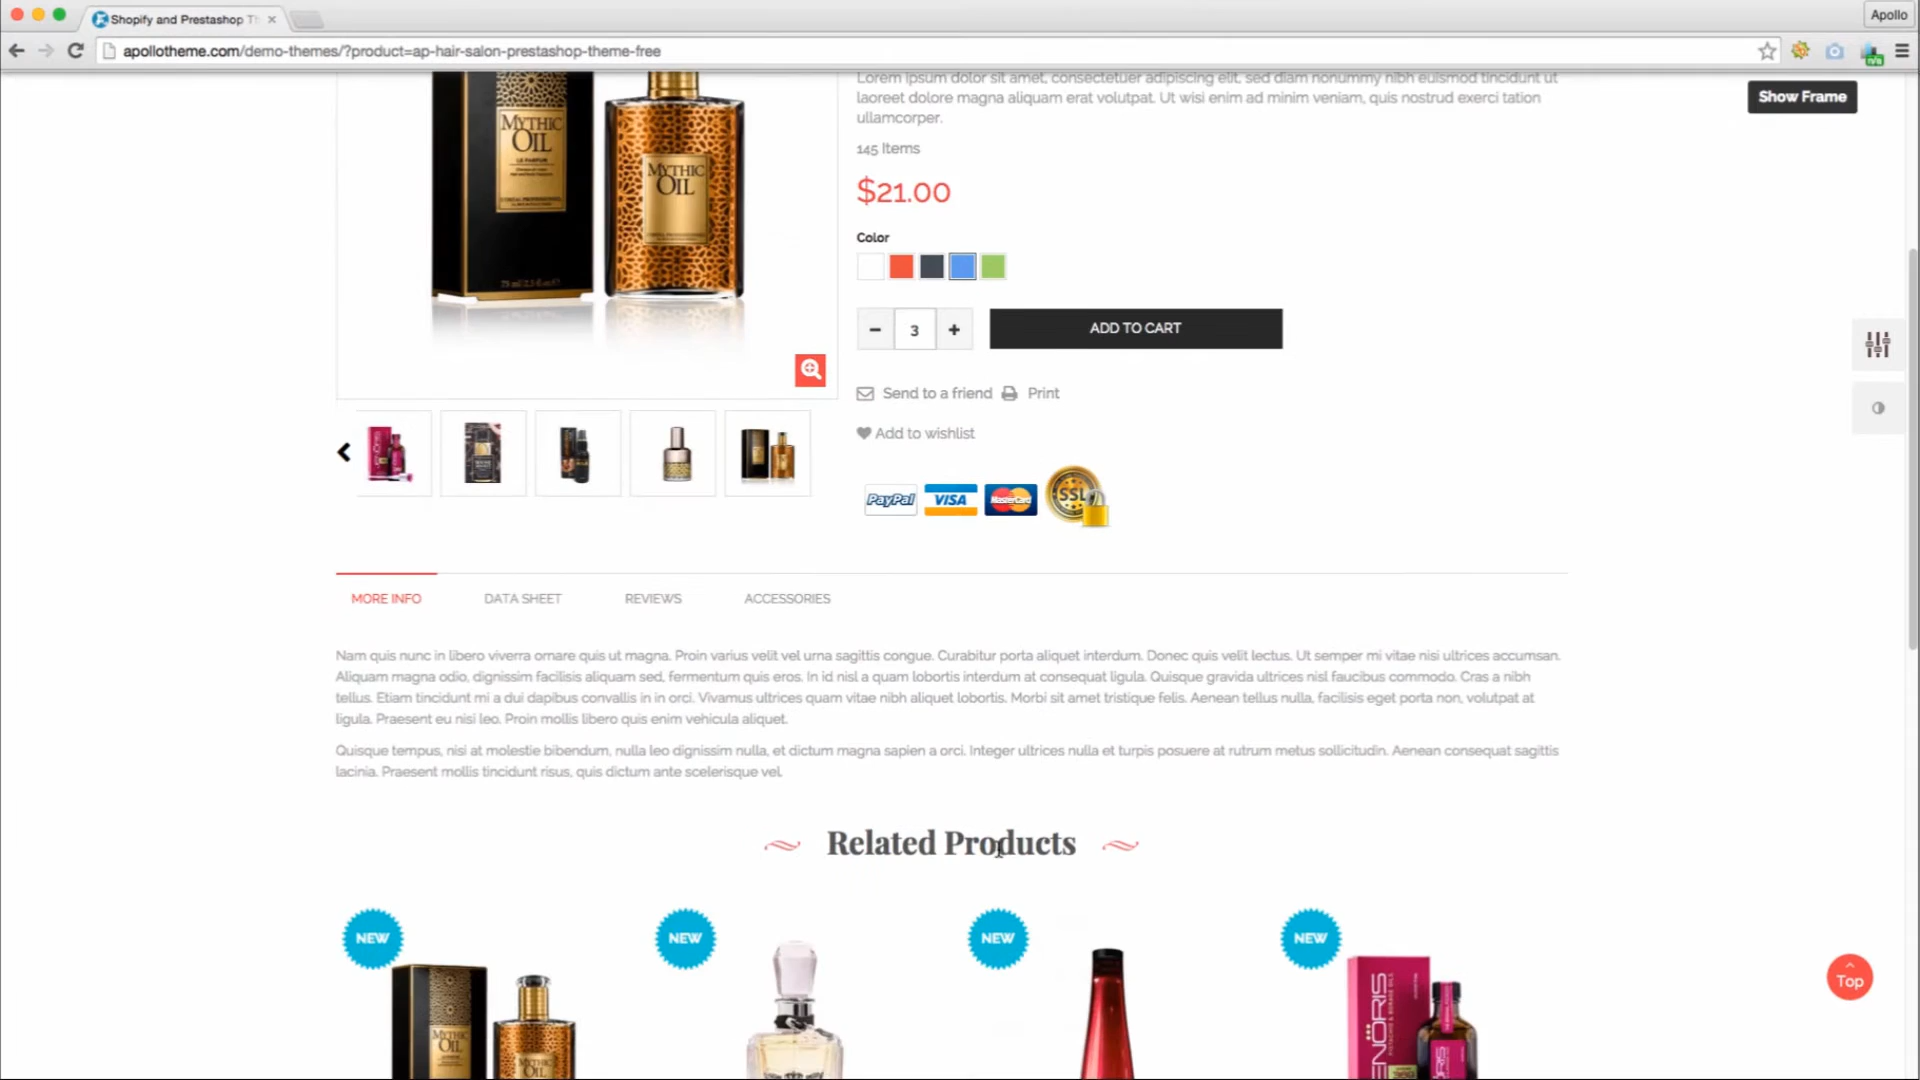 Shopify and Prestashop Th
Apollo
apollotheme.com/demo-themes/?product=ap-hair-salon-prestashop-theme-free
n/a
Lorem ipsum dolor sit amet, consectetuer adipiscing elit, sed diam nonummy nibh euismod tincidunt ut
laoreet dolore magna aliquam erat volutpat. Ut wisi enim ad minim veniam, quis nostrud exerci tation
ullamcorper.
Show Frame
MYTHIC
OIL
LE PARFUM
MYTHIC
OIL
75 ml
145 Items
$21.00
Color
3
ADD TO CART
Send to a friend
Print
Add to wishlist
PayPal
VISA
MasterCard
SSL
MORE INFO
DATA SHEET
REVIEWS
ACCESSORIES
Nam quis nunc in libero viverra ornare quis ut magna. Proin varius velit vel urna sagittis congue. Curabitur porta aliquet interdum. Donec quis velit lectus. Ut semper mi vitae nisi ultrices accumsan.
Aliquam magna odio, dignissim facilisis aliquam sed, fermentum quis eros. In id nisl a quam lobortis interdum at consequat ligula. Quisque gravida ultrices nisl faucibus commodo. Cras a nibh
tellus. Etiam tincidunt mi a dui dapibus convallis in in orci. Vivamus ultrices quam vitae nibh aliquet lobortis. Morbi sit amet tristique felis. Aenean tellus nulla, facilisis eget porta non, volutpat at
ligula. Praesent eu nisi leo. Proin mollis libero quis enim vehicula aliquet.
Quisque tempus, nisi at molestie bibendum, nulla leo dignissim nulla, et dictum magna sapien a orci. Integer ultrices nulla et turpis posuere at rutrum metus sollicitudin. Aenean consequat sagittis
lacinia. Praesent mollis tincidunt risus, quis dictum ante scelerisque vel.
Related Products
NEW
NEW
NEW
NEW
MYTHIC
OIL
MYTHIC
OIL
ENORIS
Top